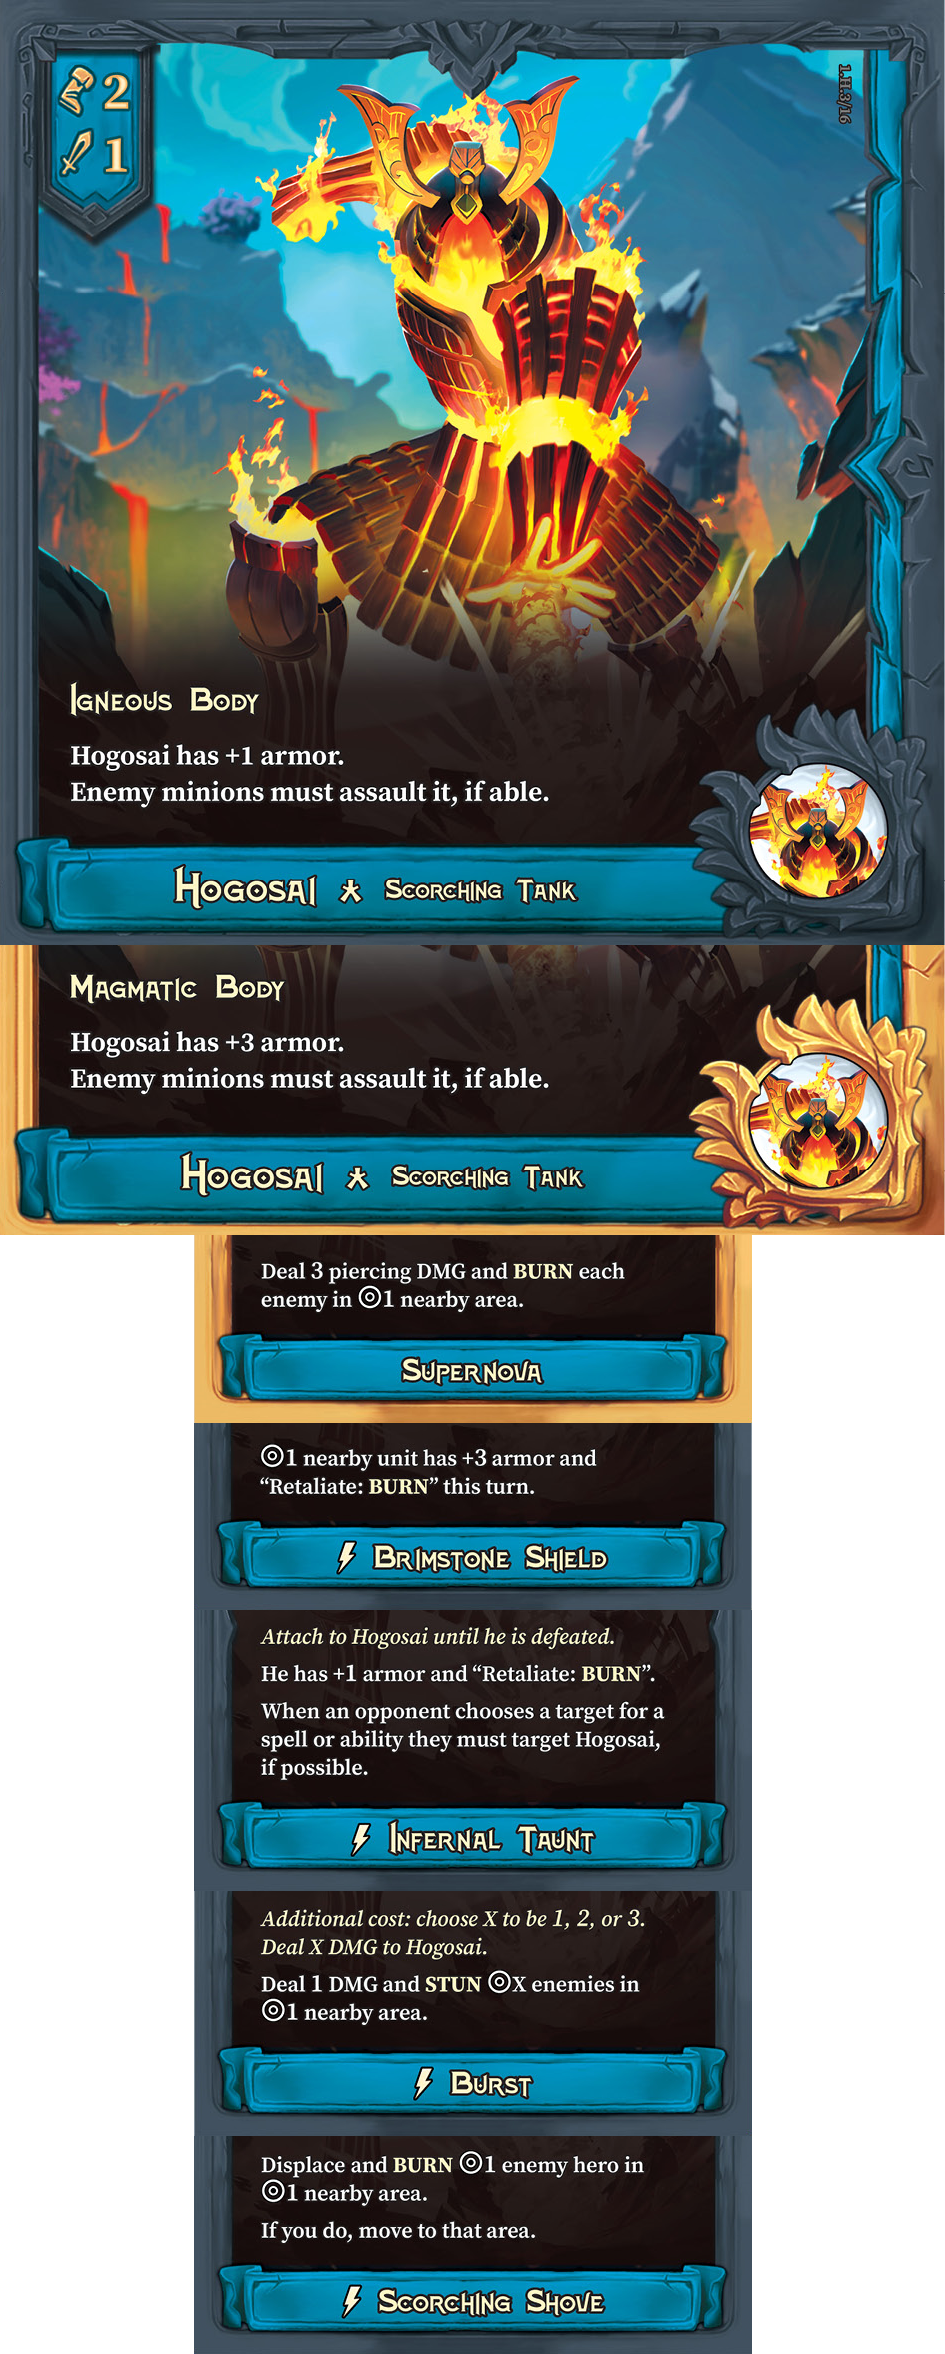 2
1
1.H.3/16
Igneous Body
Hogosai has +1 armor.
Enemy minions must assault it, if able.
Hogosai Scorching Tank
Magmatic Body
Hogosai has +3 armor.
Enemy minions must assault it, if able.
Hogosai Scorching Tank
Deal 3 piercing DMG and BURN each
enemy in ◎1 nearby area.
Supernova
◎1 nearby unit has +3 armor and
“Retaliate: BURN” this turn.
Brimstone Shield
Attach to Hogosai until he is defeated.
He has +1 armor and “Retaliate: BURN”.
When an opponent chooses a target for a
spell or ability they must target Hogosai,
if possible.
Infernal Taunt
Additional cost: choose X to be 1, 2, or 3.
Deal X DMG to Hogosai.
Deal 1 DMG and STUN ◎X enemies in
◎1 nearby area.
Burst
Displace and BURN ◎1 enemy hero in
◎1 nearby area.
If you do, move to that area.
Scorching Shove